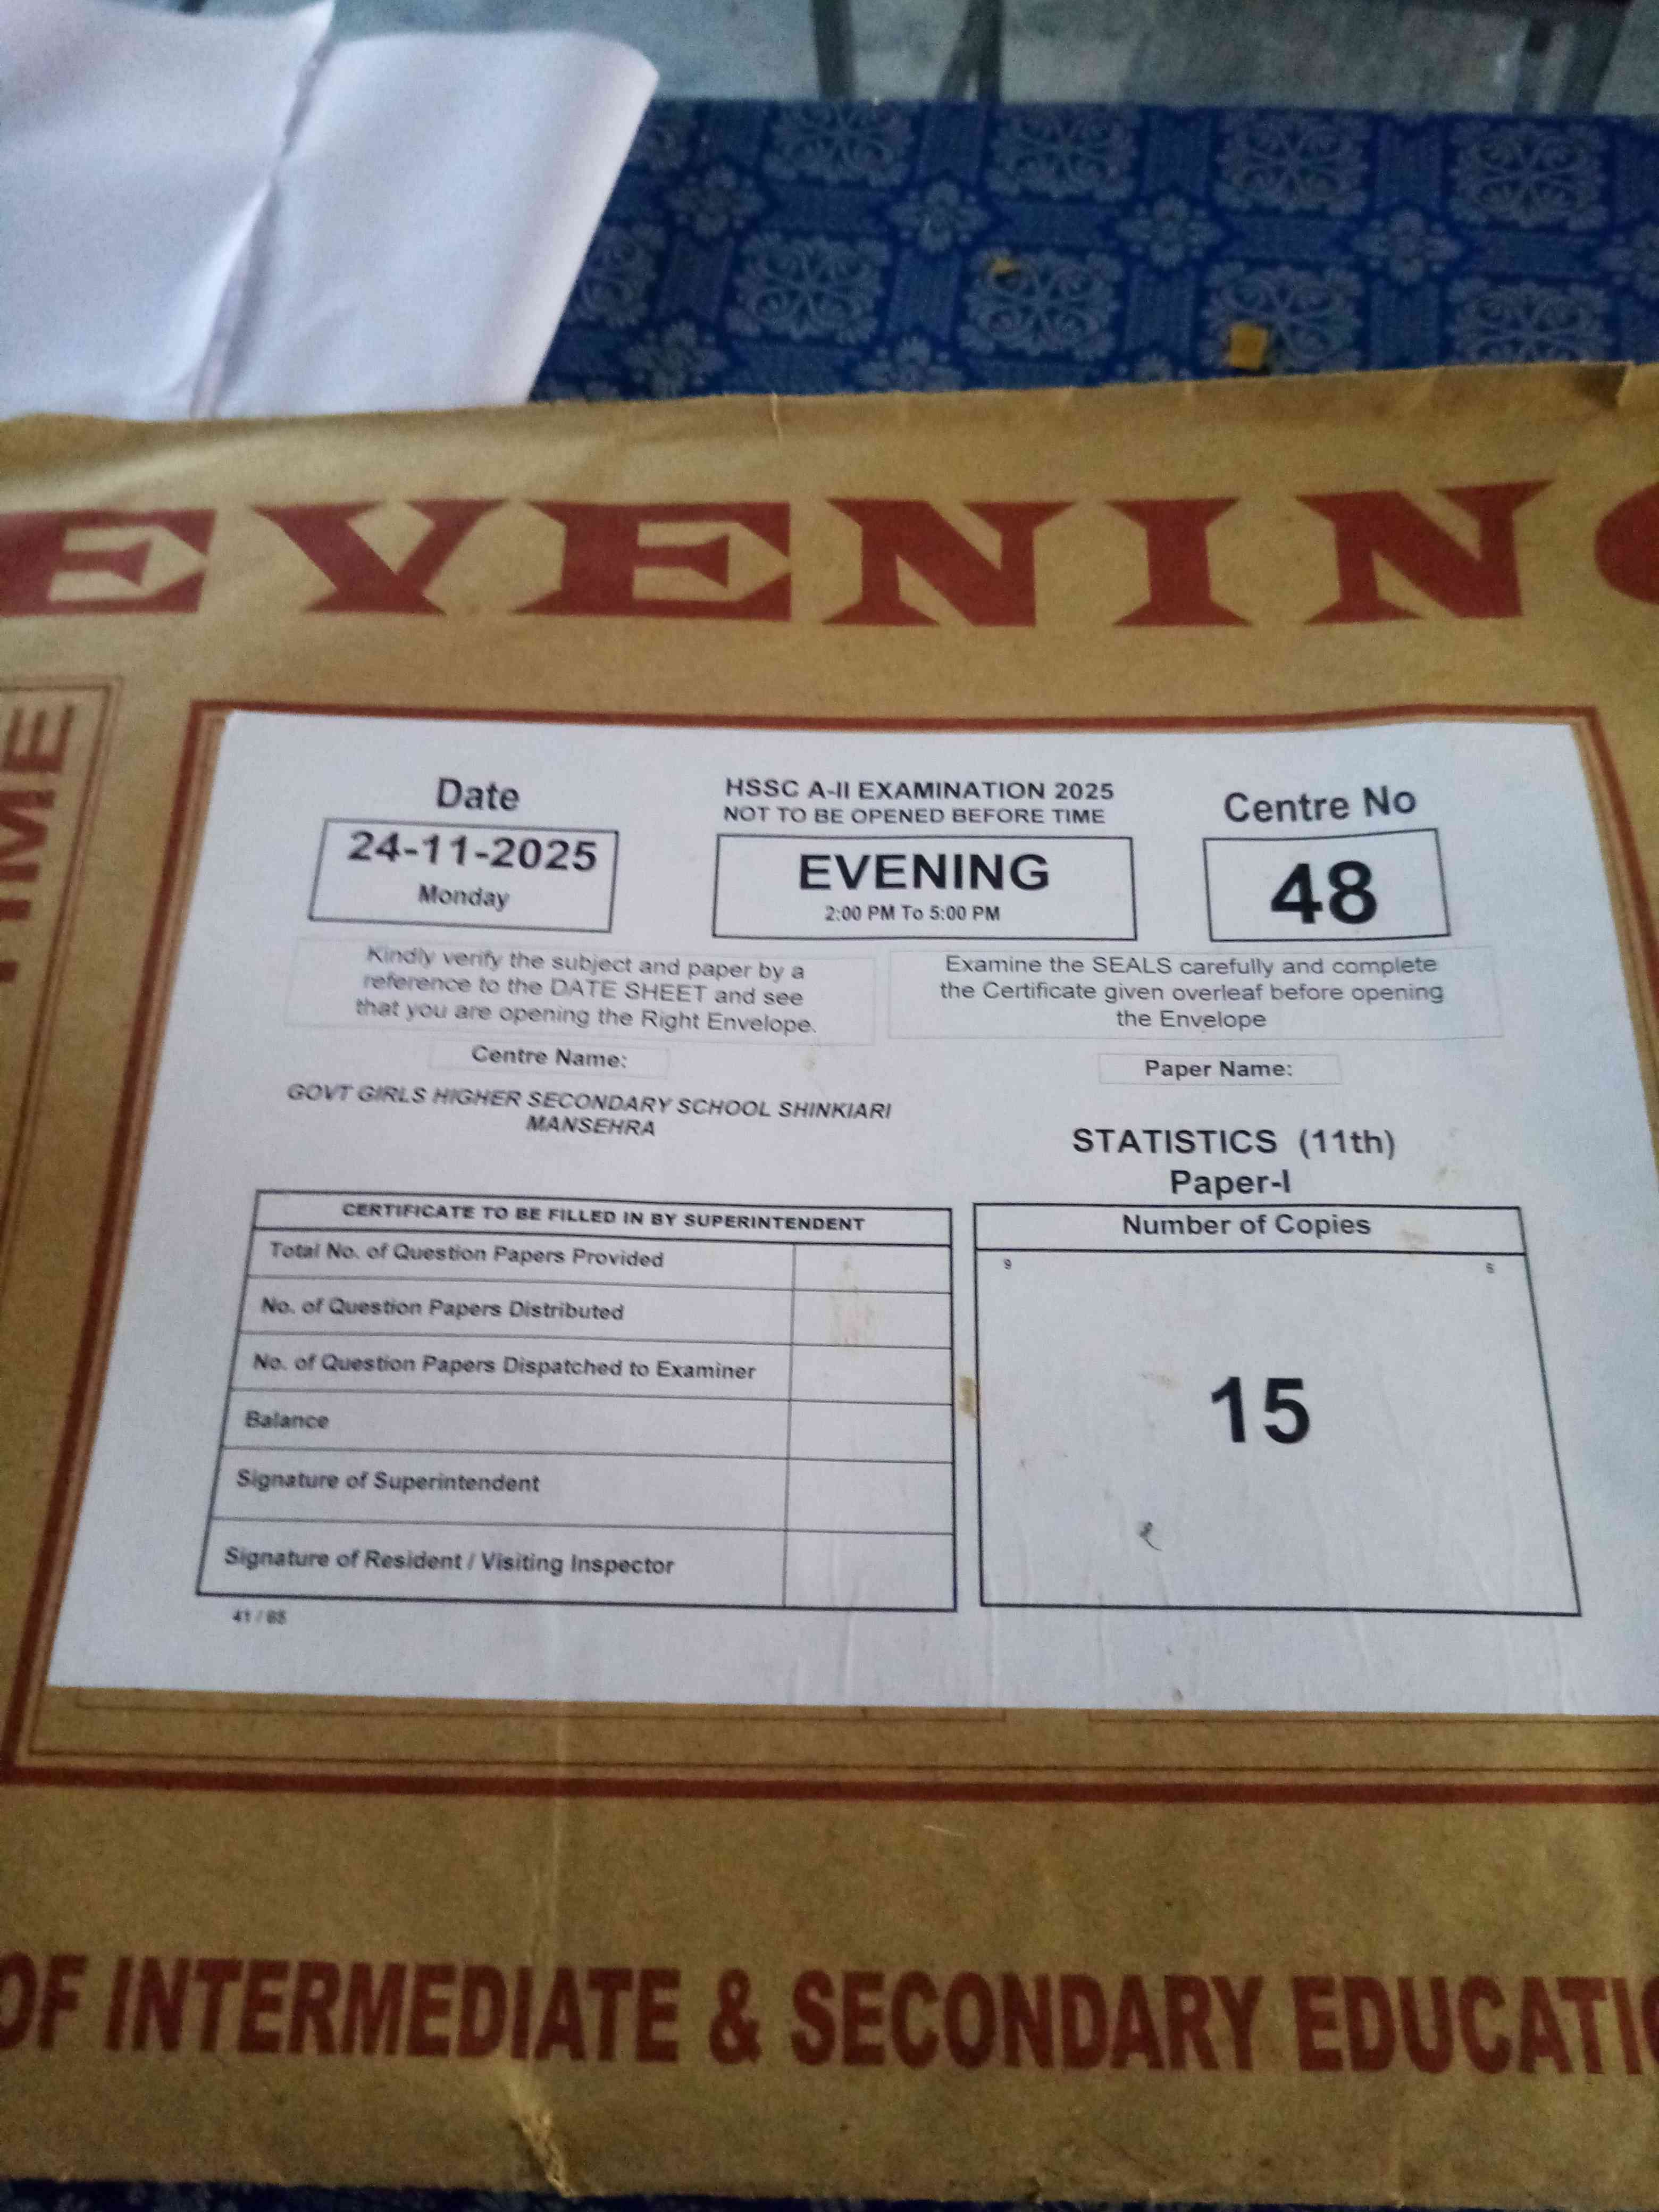 EVENING
TIME
Date
24-11-2025
Monday
HSSC A-II EXAMINATION 2025
NOT TO BE OPENED BEFORE TIME
EVENING
2:00 PM To 5:00 PM
Centre No
48
Kindly verify the subject and paper by a
reference to the DATE SHEET and see
that you are opening the Right Envelope.
Examine the SEALS carefully and complete
the Certificate given overleaf before opening
the Envelope
Centre Name:
GOVT GIRLS HIGHER SECONDARY SCHOOL SHINKIARI
MANSEHRA
Paper Name:
STATISTICS (11th)
Paper-I
CERTIFICATE TO BE FILLED IN BY SUPERINTENDENT
Total No. of Question Papers Provided
No. of Question Papers Distributed
No. of Question Papers Dispatched to Examiner
Balance
Signature of Superintendent
Signature of Resident / Visiting Inspector
41 / 65
Number of Copies
9 6
15
OF INTERMEDIATE & SECONDARY EDUCATIO